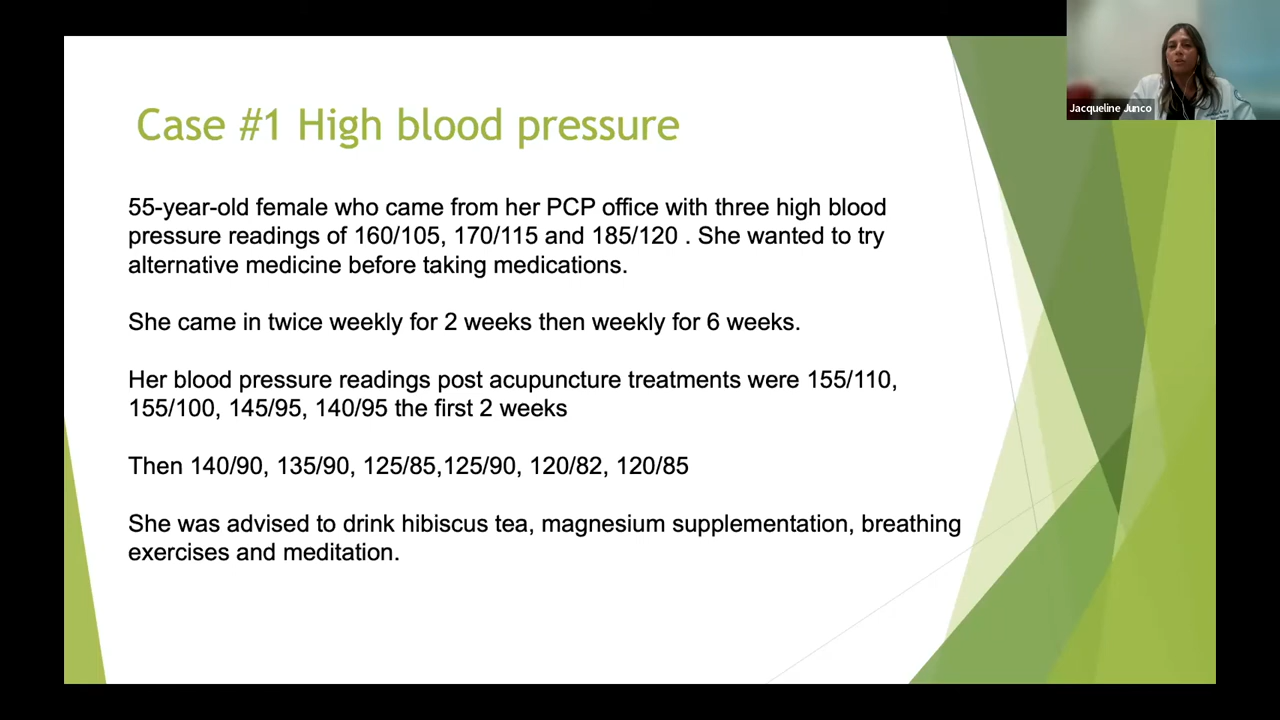 Jacqueline Junco
Case #1 High blood pressure
55-year-old female who came from her PCP office with three high blood
pressure readings of 160/105, 170/115 and 185/120 . She wanted to try
alternative medicine before taking medications.
She came in twice weekly for 2 weeks then weekly for 6 weeks.
Her blood pressure readings post acupuncture treatments were 155/110,
155/100, 145/95, 140/95 the first 2 weeks
Then 140/90, 135/90, 125/85,125/90, 120/82, 120/85
She was advised to drink hibiscus tea, magnesium supplementation, breathing
exercises and meditation.